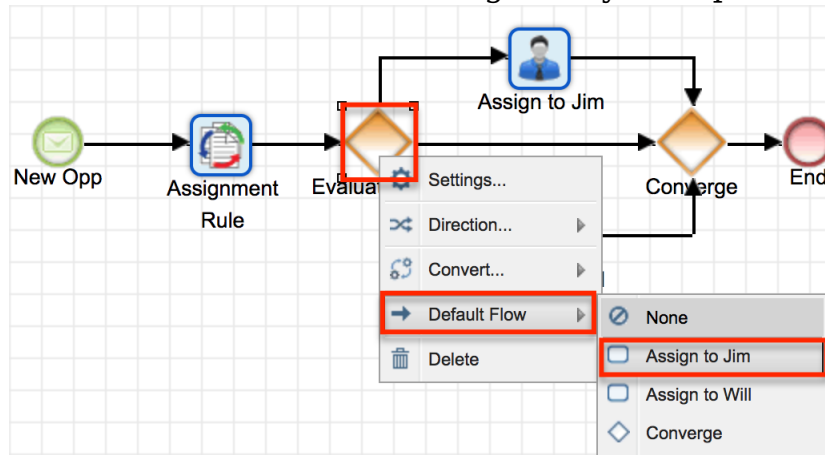 Assign to Jim
New Opp
Assignment
Rule
Evalua
Converge
End
Settings...
Direction...
Convert...
Default Flow
Delete
None
Assign to Jim
Assign to Will
Converge